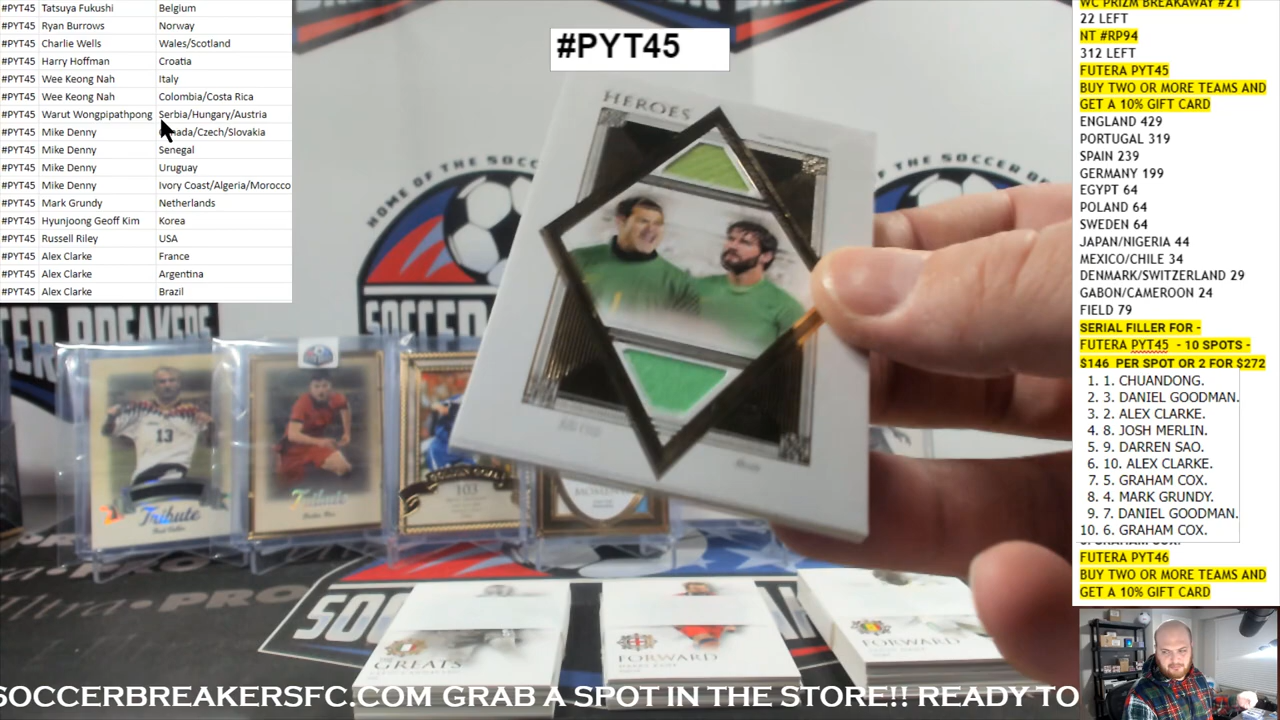 #PYT45 Tatsuya Fukushi Belgium
#PYT45 Ryan Burrows Norway
#PYT45 Charlie Wells Wales/Scotland
#PYT45 Harry Hoffman Croatia
#PYT45 Wee Keong Nah Italy
#PYT45 Wee Keong Nah Colombia/Costa Rica
#PYT45 Warut Wongpipathpong Serbia/Hungary/Austria
#PYT45 Mike Denny nada/Czech/Slovakia
#PYT45 Mike Denny Senegal
#PYT45 Mike Denny Uruguay
#PYT45 Mike Denny Ivory Coast/Algeria/Morocco
#PYT45 Mark Grundy Netherlands
#PYT45 Hyunjoong Geoff Kim Korea
#PYT45 Russell Riley USA
#PYT45 Alex Clarke France
#PYT45 Alex Clarke Argentina
#PYT45 Alex Clarke Brazil
#PYT45
HEROES
HOME OF THE SOCCER
13
Tribute
Tribute
103
GREATS
FORWARD
FORWARD
WC PRIZM BREAKAWAY #21
22 LEFT
NT #RP94
312 LEFT
FUTERA PYT45
BUY TWO OR MORE TEAMS AND
GET A 10% GIFT CARD
ENGLAND 429
PORTUGAL 319
SPAIN 239
GERMANY 199
EGYPT 64
POLAND 64
SWEDEN 64
JAPAN/NIGERIA 44
MEXICO/CHILE 34
DENMARK/SWITZERLAND 29
GABON/CAMEROON 24
FIELD 79
SERIAL FILLER FOR -
FUTERA PYT45 - 10 SPOTS -
$146 PER SPOT OR 2 FOR $272
1. 1. CHUANDONG.
2. 3. DANIEL GOODMAN.
3. 2. ALEX CLARKE.
4. 8. JOSH MERLIN.
5. 9. DARREN SAO.
6. 10. ALEX CLARKE.
7. 5. GRAHAM COX.
8. 4. MARK GRUNDY.
9. 7. DANIEL GOODMAN.
10. 6. GRAHAM COX.
FUTERA PYT46
BUY TWO OR MORE TEAMS AND
GET A 10% GIFT CARD
SOCCERBREAKERSFC.COM GRAB A SPOT IN THE STORE!! READY TO